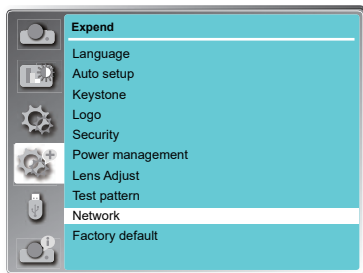 Expend
Language
Auto setup
Keystone
Logo
Security
Power management
Lens Adjust
Test pattern
Network
Factory default